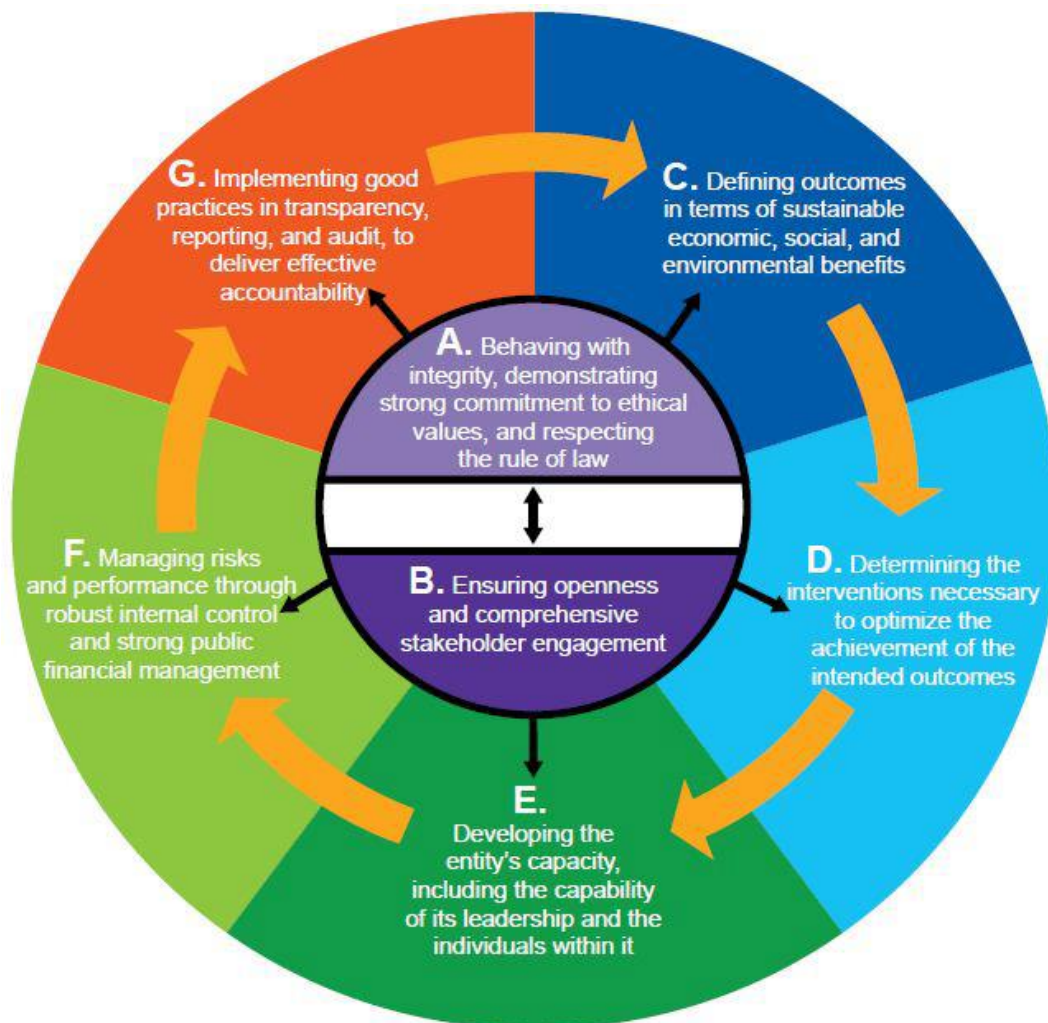 G. Implementing good
practices in transparency,
reporting, and audit, to
deliver effective
accountability
C. Defining outcomes
in terms of sustainable
economic, social, and
environmental benefits
A. Behaving with
integrity, demonstrating
strong commitment to ethical
values, and respecting
the rule of law
F. Managing risks
and performance through
robust internal control
and strong public
financial management
B. Ensuring openness
and comprehensive
stakeholder engagement
D. Determining the
interventions necessary
to optimize the
achievement of the
intended outcomes
E.
Developing the
entity's capacity,
including the capability
of its leadership and the
individuals within it